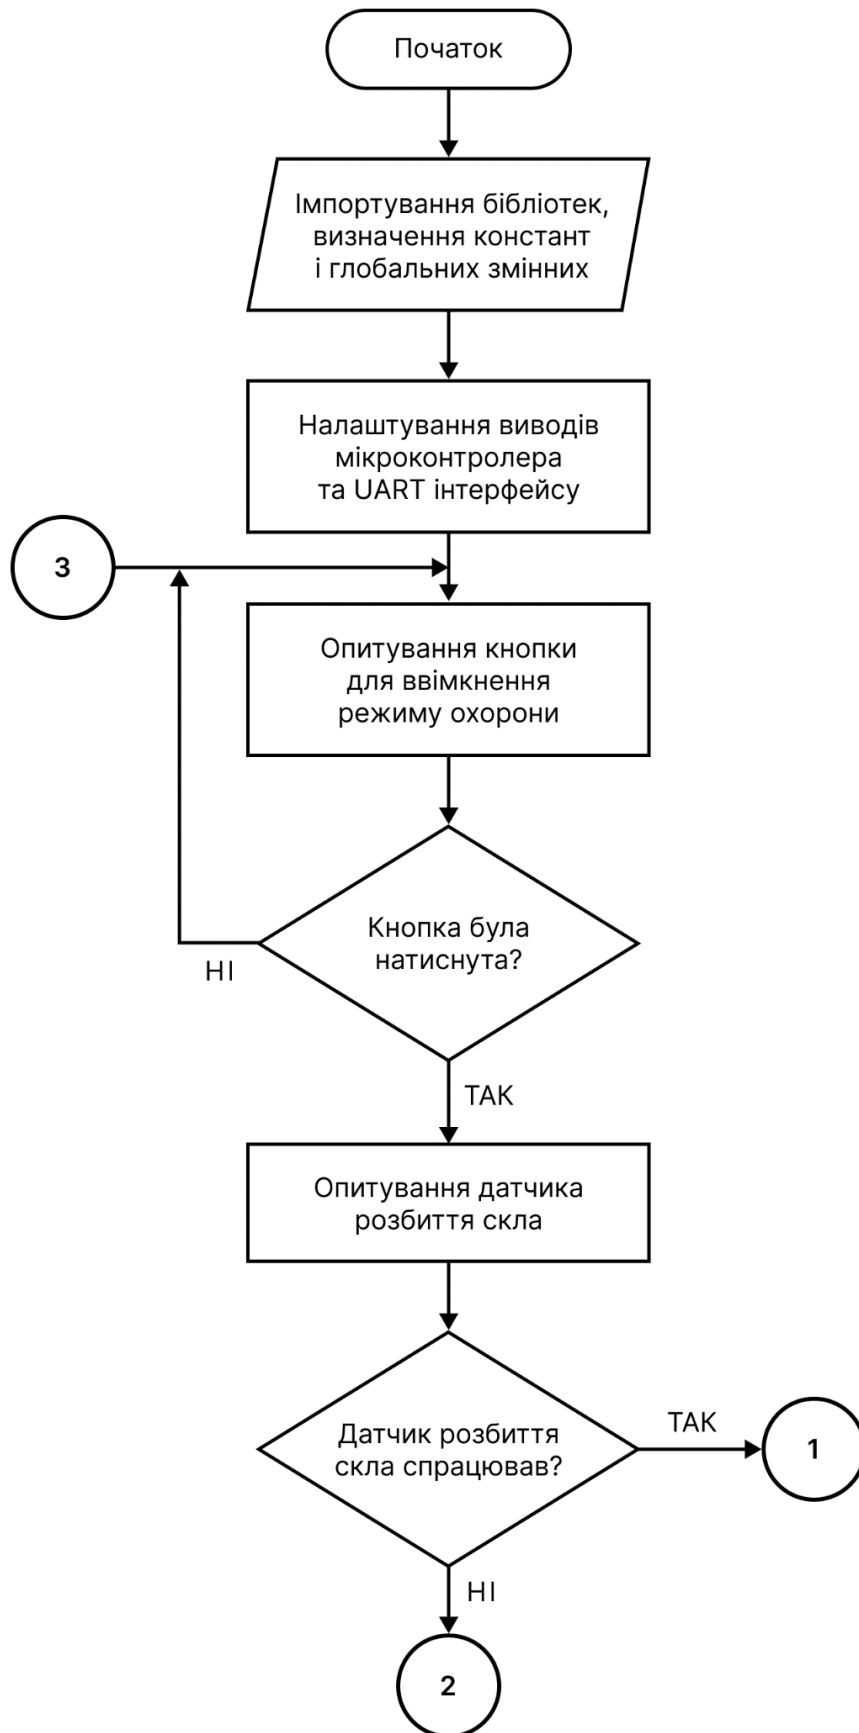 Початок
Імпортування бібліотек,
визначення констант
і глобальних змінних
Налаштування виводів
мікроконтролера
та UART інтерфейсу
3
Опитування кнопки
для ввімкнення
режиму охорони
Кнопка була
натиснута?
НІ
ТАК
Опитування датчика
розбиття скла
Датчик розбиття
скла спрацював?
ТАК
1
НІ
2